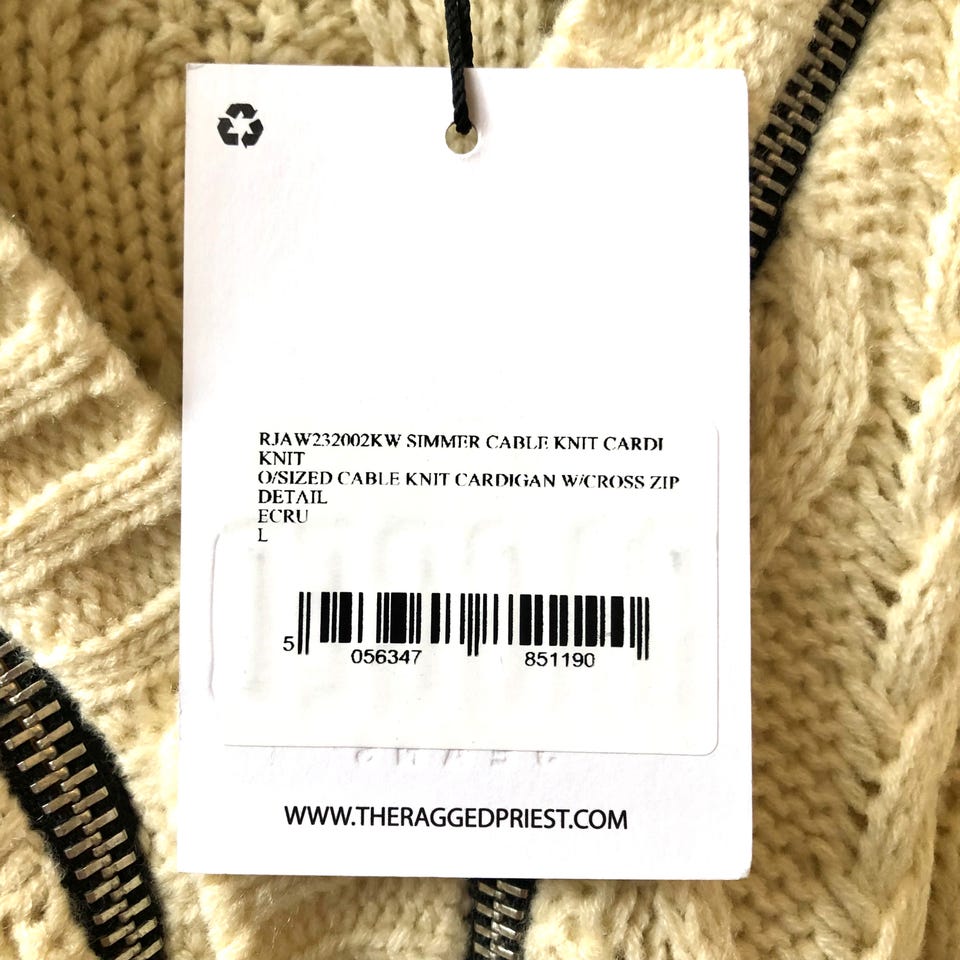 RJAW232002KW SIMMER CABLE KNIT CARDI
KNIT
O/SIZED CABLE KNIT CARDIGAN W/CROSS ZIP
DETAIL
ECRU
L
5 056347 851190
WWW.THERAGGEDPRIEST.COM